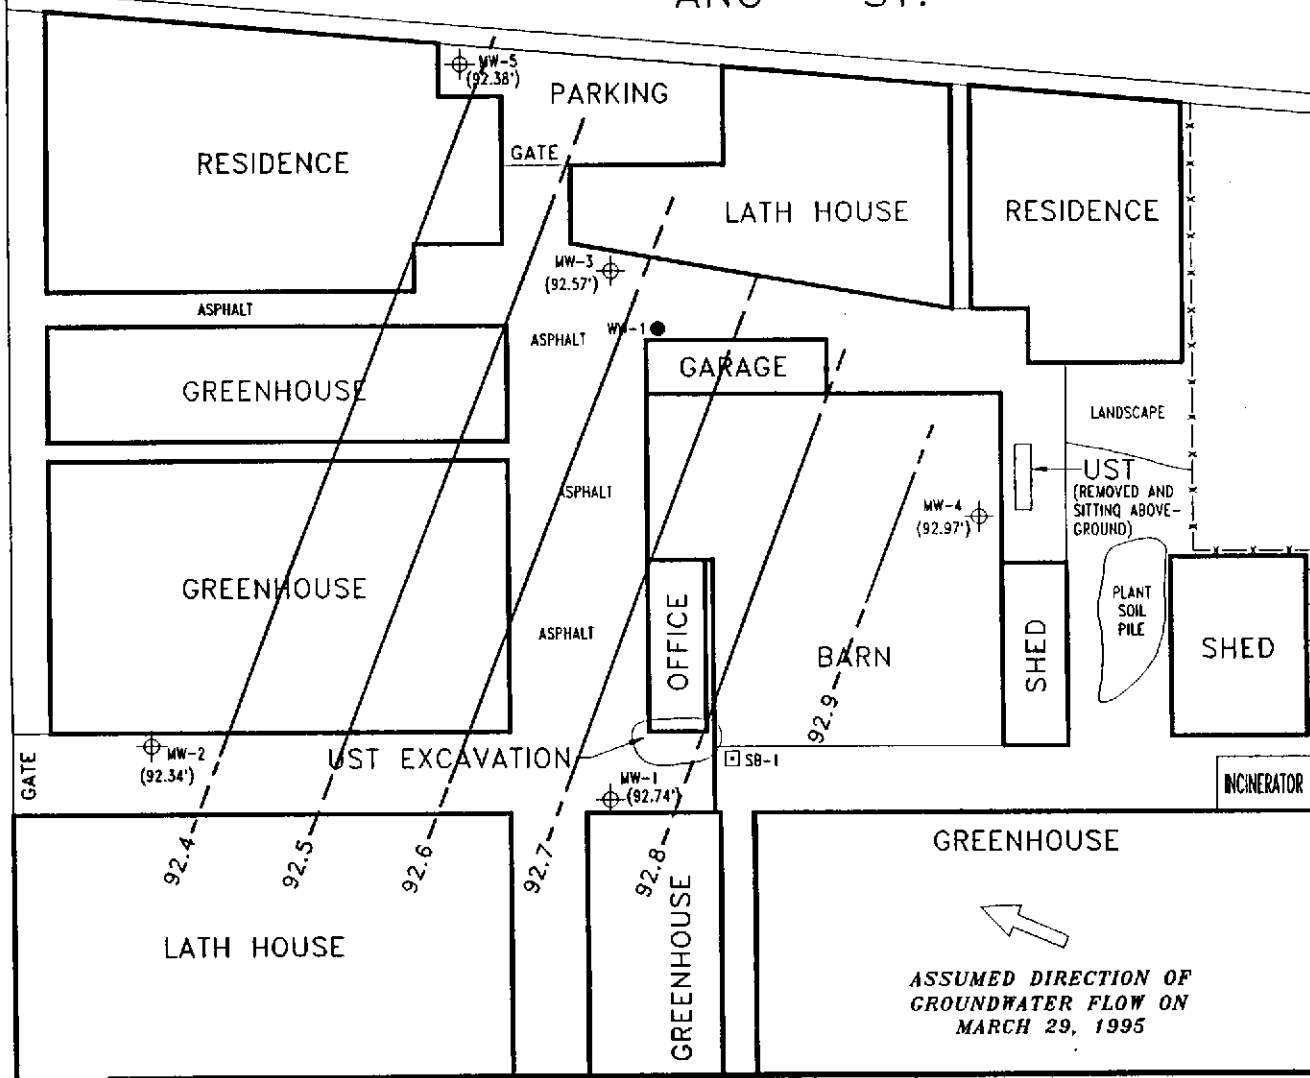 ST.
MW-5
(92.38')
PARKING
RESIDENCE
GATE
LATH HOUSE
RESIDENCE
MW-3
(92.57')
ASPHALT
WW-1
ASPHALT
GARAGE
GREENHOUSE
LANDSCAPE
UST
(REMOVED AND
SITTING ABOVE-
GROUND)
ASPHALT
MW-4
(92.97')
GREENHOUSE
OFFICE
PLANT
SOIL
PILE
ASPHALT
BARN
SHED
SHED
92.9
MW-2
(92.34')
UST EXCAVATION
SB-1
GATE
MW-1
(92.74')
INCINERATOR
92.4
92.5
92.6
92.7
92.8
GREENHOUSE
LATH HOUSE
GREENHOUSE
ASSUMED DIRECTION OF
GROUNDWATER FLOW ON
MARCH 29, 1995